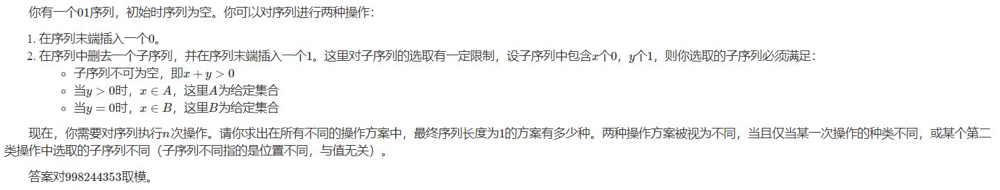 你有一个01序列，初始时序列为空。你可以对序列进行两种操作：
1. 在序列末端插入一个0。
2. 在序列中删去一个子序列，并在序列末端插入一个1。这里对子序列的选取有一定限制，设子序列中包含x个0，y个1，则你选取的子序列必须满足：
◦ 子序列不可为空，即x + y > 0
◦ 当y > 0时，x ∈ A，这里A为给定集合
◦ 当y = 0时，x ∈ B，这里B为给定集合
现在，你需要对序列执行n次操作。请你求出在所有不同的操作方案中，最终序列长度为1的方案有多少种。两种操作方案被视为不同，当且仅当某一次操作的种类不同，或某个第二
类操作中选取的子序列不同（子序列不同指的是位置不同，与值无关）。
答案对998244353取模。